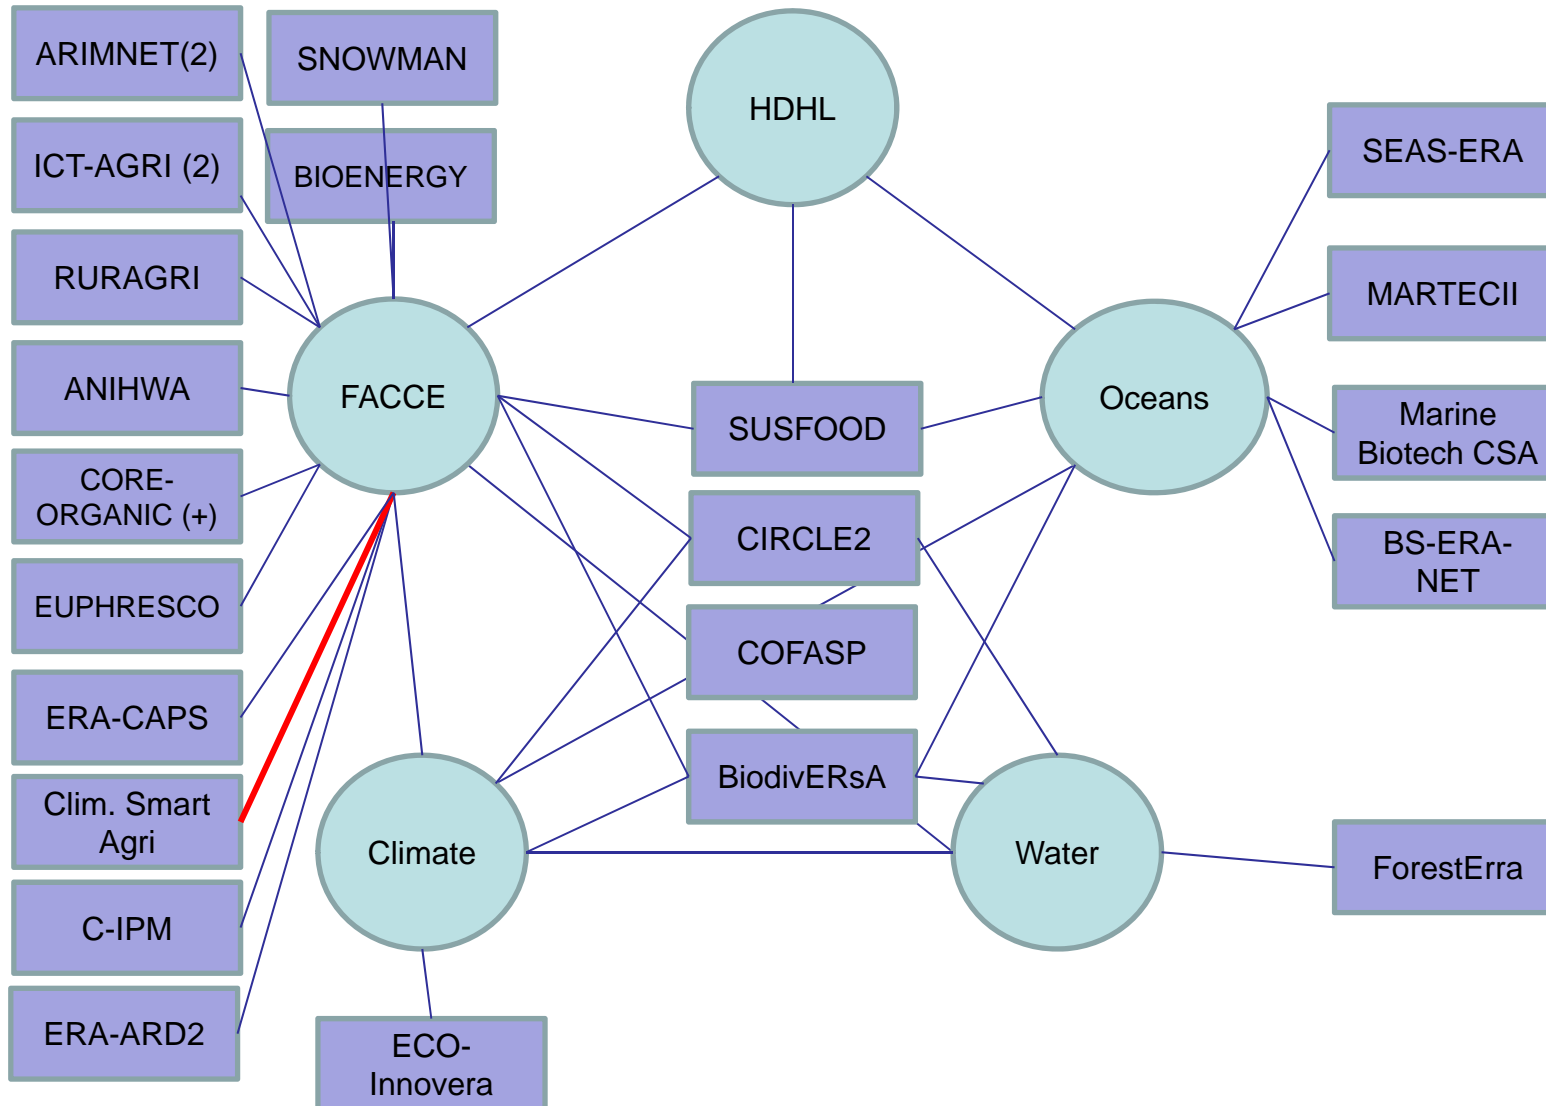 ARIMNET(2)
SNOWMAN
HDHL
SEAS-ERA
ICT-AGRI (2)
BIOENERGY
RURAGRI
MARTECII
ANIHWA
FACCE
SUSFOOD
Oceans
Marine
Biotech CSA
CORE-
ORGANIC (+)
CIRCLE2
BS-ERA-
NET
EUPHRESCO
COFASP
ERA-CAPS
BiodivERsA
Clim. Smart
Agri
Climate
Water
ForestErra
C-IPM
ERA-ARD2
ECO-
Innovera